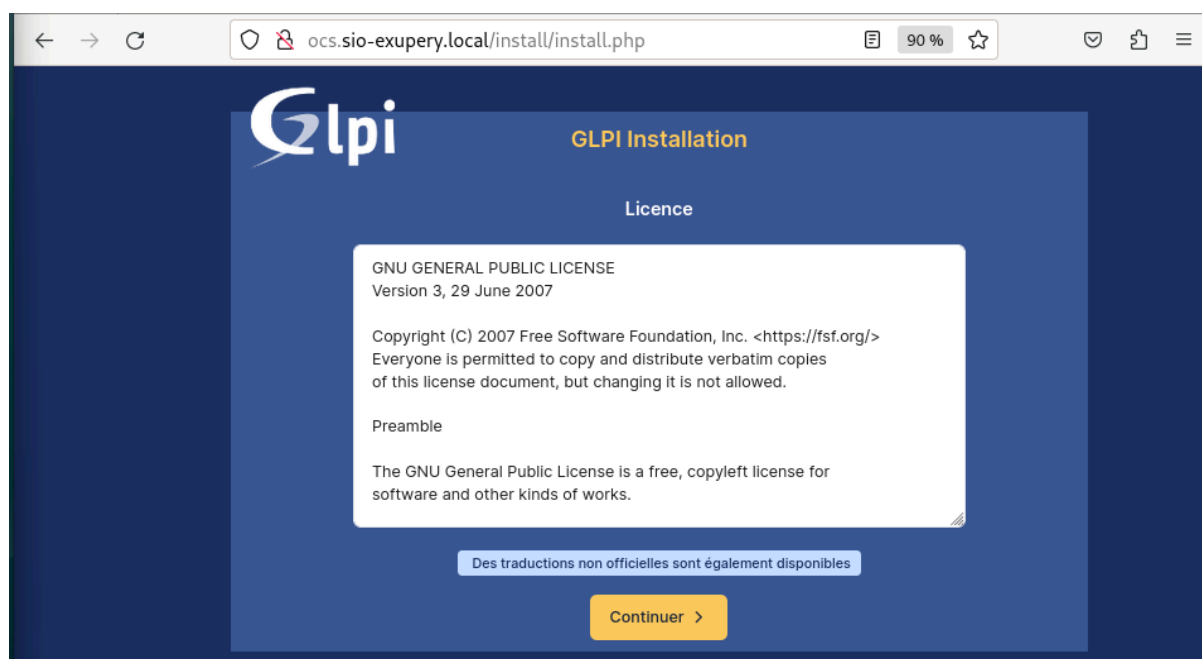 ocs.sio-exupery.local/install/install.php
90 %
Glpi
GLPI Installation
Licence
GNU GENERAL PUBLIC LICENSE
Version 3, 29 June 2007
Copyright (C) 2007 Free Software Foundation, Inc. <https://fsf.org/>
Everyone is permitted to copy and distribute verbatim copies
of this license document, but changing it is not allowed.
Preamble
The GNU General Public License is a free, copyleft license for
software and other kinds of works.
Des traductions non officielles sont également disponibles
Continuer >